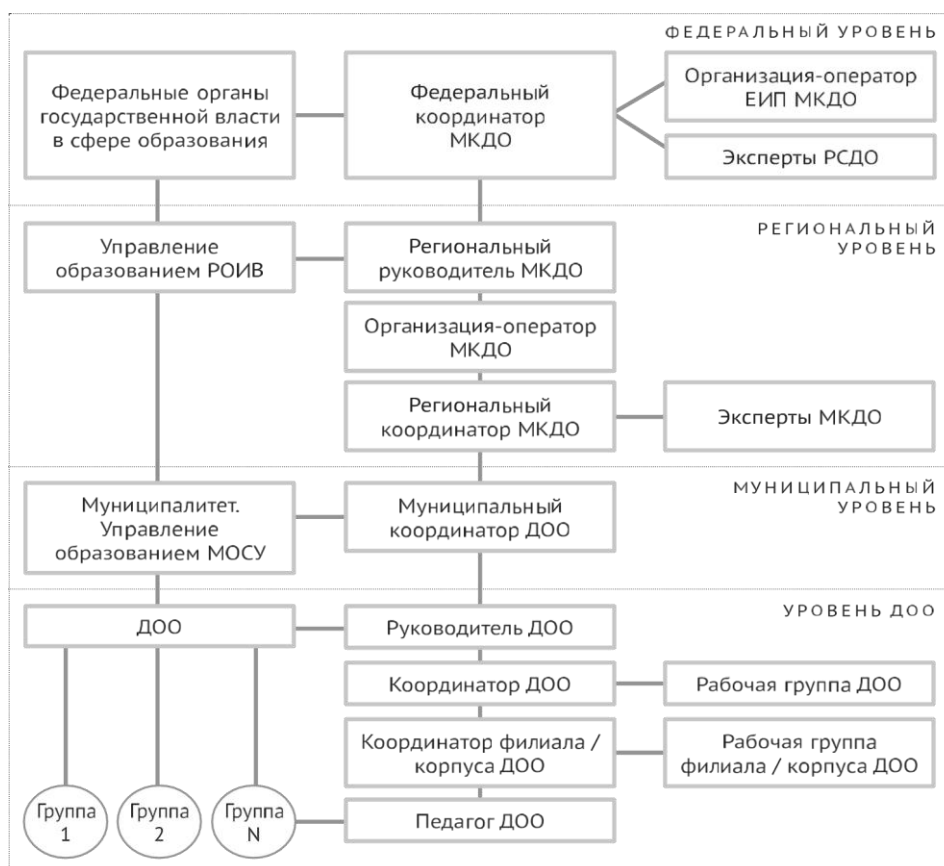 ФЕДЕРАЛЬНЫЙ УРОВЕНЬ
Федеральные органы
государственной власти
в сфере образования
Федеральный
координатор
МКДО
Организация-оператор
ЕИП МКДО
Эксперты РСДО
РЕГИОНАЛЬНЫЙ
УРОВЕНЬ
Управление
образованием РОИВ
Региональный
руководитель МКДО
Организация-оператор
МКДО
Региональный
координатор МКДО
Эксперты МКДО
МУНИЦИПАЛЬНЫЙ
УРОВЕНЬ
Муниципалитет.
Управление
образованием МОСУ
Муниципальный
координатор ДОО
УРОВЕНЬ ДОО
ДОО
Руководитель ДОО
Координатор ДОО
Рабочая группа ДОО
Координатор филиала /
корпуса ДОО
Рабочая группа
филиала / корпуса ДОО
Группа
1
Группа
2
Группа
N
Педагог ДОО